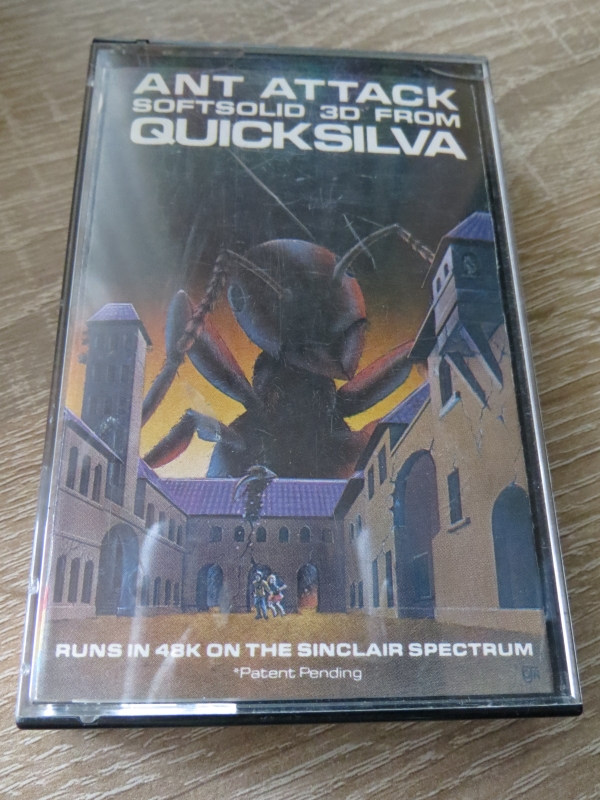 ANT ATTACK
SOFTSOLID 3D FROM
QUICKSILVA
RUNS IN 48K ON THE SINCLAIR SPECTRUM
*Patent Pending